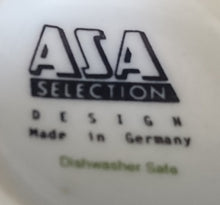 ASA
SELECTION
DESIGN
Made in Germany
Dishwasher Safe